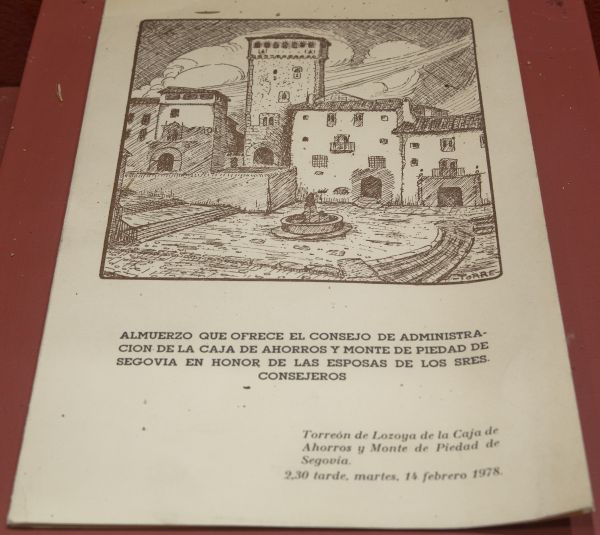 TORRE
ALMUERZO QUE OFRECE EL CONSEJO DE ADMINISTRA-
CION DE LA CAJA DE AHORROS Y MONTE DE PIEDAD DE
SEGOVIA EN HONOR DE LAS ESPOSAS DE LOS SRES.
CONSEJEROS
Torreón de Lozoya de la Caja de
Ahorros y Monte de Piedad de
Segovia.
2,30 tarde, martes, 14 febrero 1978.